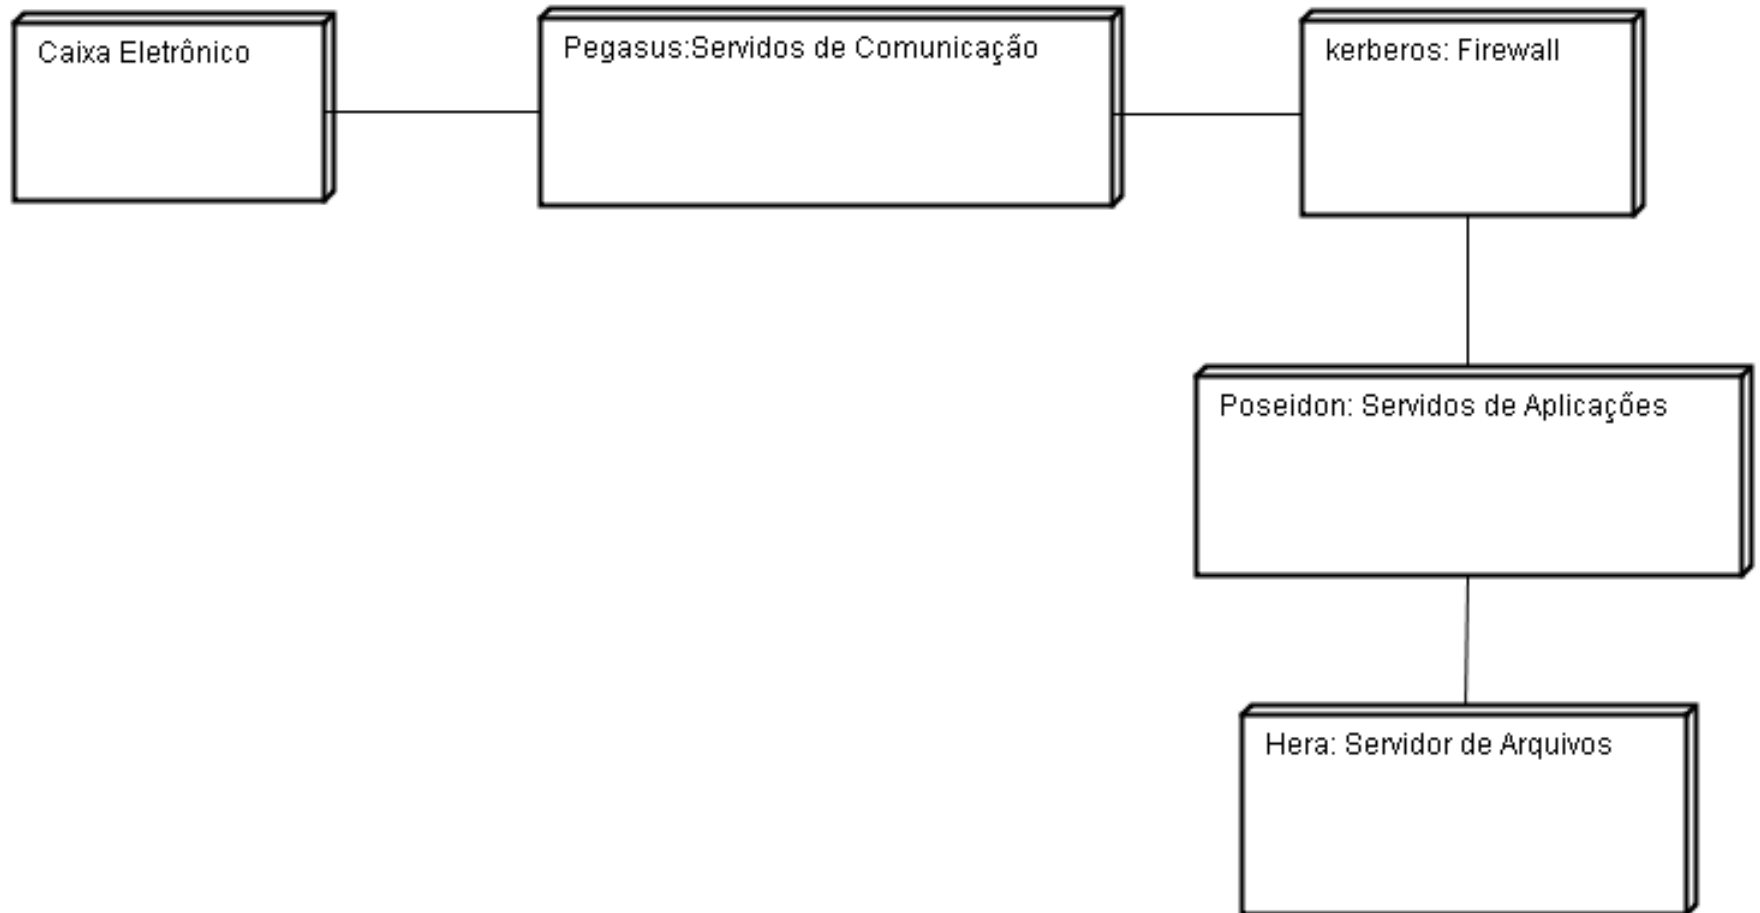 Caixa Eletrônico
Pegasus:Servidos de Comunicação
kerberos: Firewall
Poseidon: Servidos de Aplicações
Hera: Servidor de Arquivos